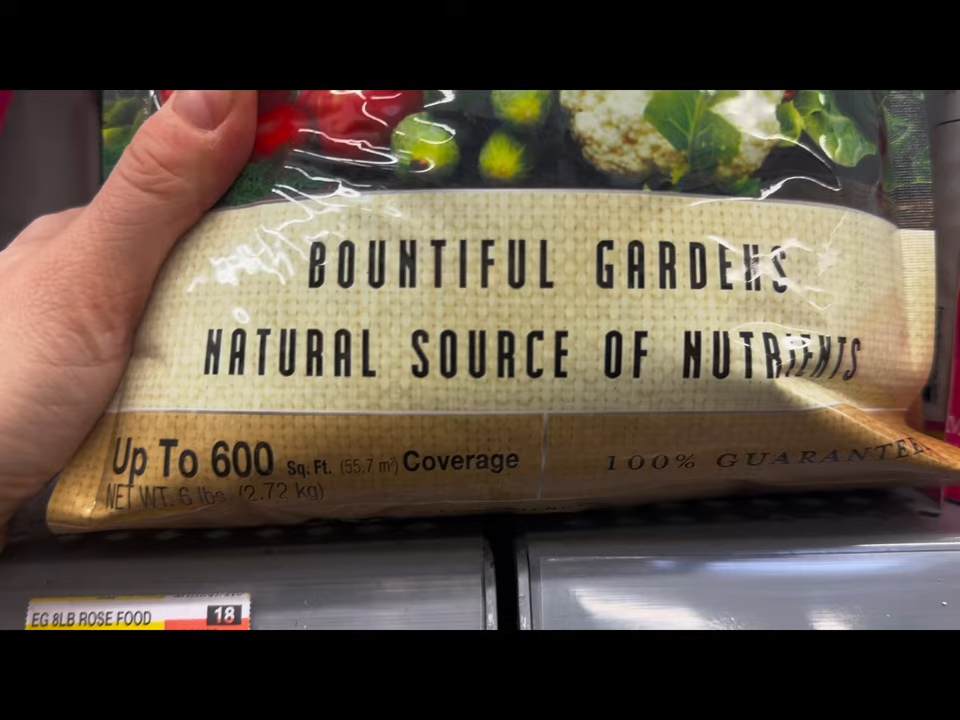 BOUNTIFUL GARDENS
NATURAL SOURCE OF NUTRIENTS
Up To 600 Sq. Ft. (55.7 m²) Coverage
NET WT. 6 lbs. (2.72 kg)
100% GUARANTEE
EG 8LB ROSE FOOD
18